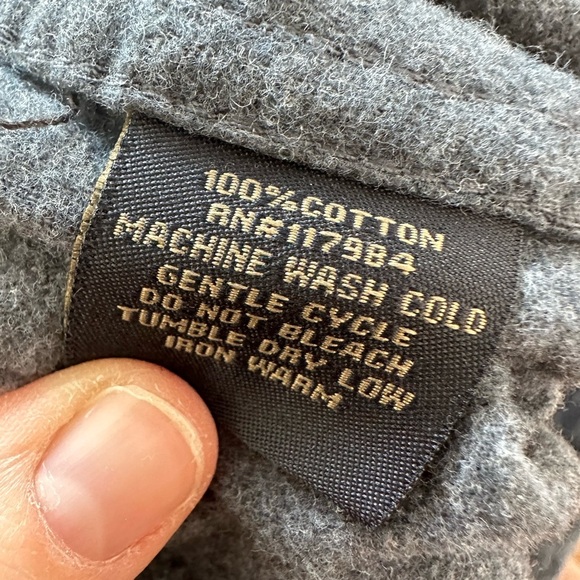 100% COTTON
RN# 117984
MACHINE WASH COLD
GENTLE CYCLE
DO NOT BLEACH
TUMBLE DRY LOW
IRON WARM